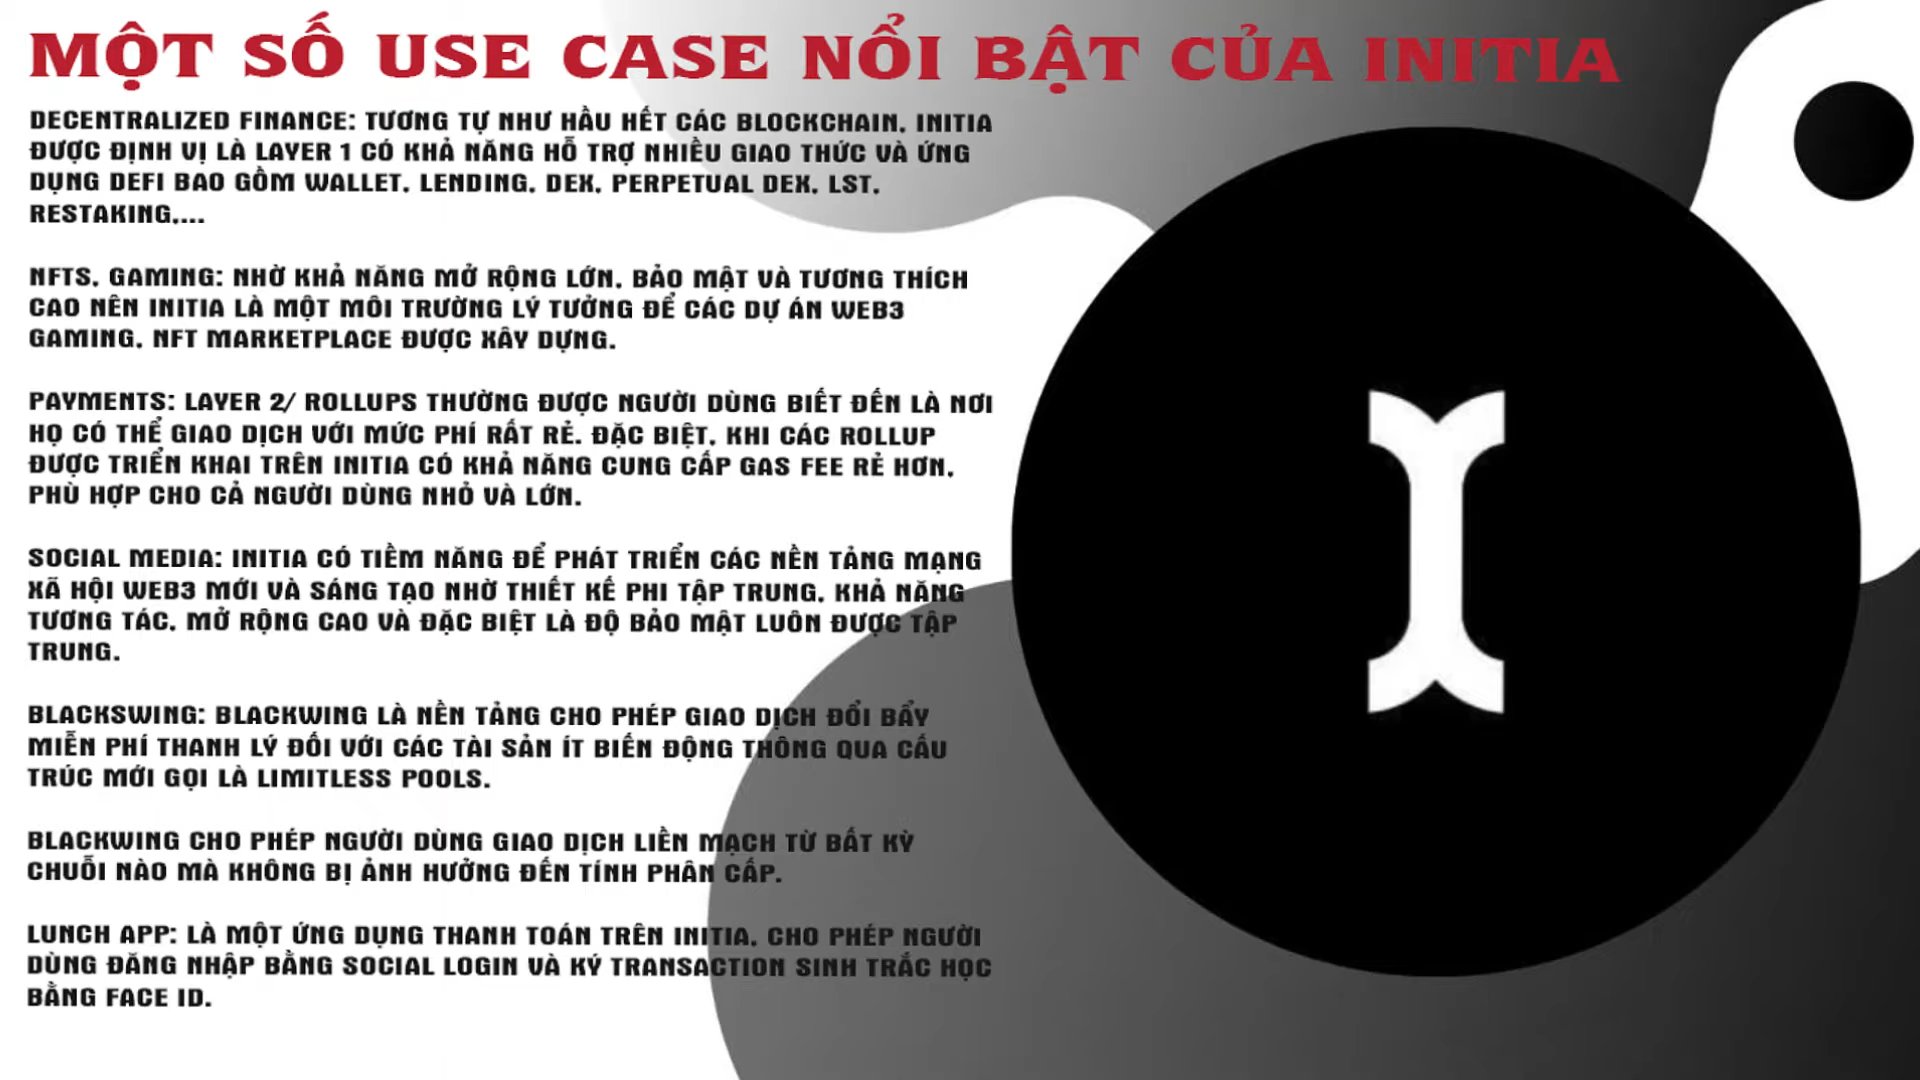 MỘT SỐ USE CASE NỔI BẬT CỦA INITIA
DECENTRALIZED FINANCE: TƯƠNG TỰ NHƯ HẦU HẾT CÁC BLOCKCHAIN, INITIA
ĐƯỢC ĐỊNH VỊ LÀ LAYER 1 CÓ KHẢ NĂNG HỖ TRỢ NHIỀU GIAO THỨC VÀ ỨNG
DỤNG DEFI BAO GỒM WALLET, LENDING, DEX, PERPETUAL DEX, LST,
RESTAKING,...
NFTS, GAMING: NHỜ KHẢ NĂNG MỞ RỘNG LỚN, BẢO MẬT VÀ TƯƠNG THÍCH
CAO NÊN INITIA LÀ MỘT MÔI TRƯỜNG LÝ TƯỞNG ĐỂ CÁC DỰ ÁN WEB3
GAMING, NFT MARKETPLACE ĐƯỢC XÂY DỰNG.
PAYMENTS: LAYER 2/ ROLLUPS THƯỜNG ĐƯỢC NGƯỜI DÙNG BIẾT ĐẾN LÀ NƠI
HỌ CÓ THỂ GIAO DỊCH VỚI MỨC PHÍ RẤT RẺ. ĐẶC BIỆT, KHI CÁC ROLLUP
ĐƯỢC TRIỂN KHAI TRÊN INITIA CÓ KHẢ NĂNG CUNG CẤP GAS FEE RẺ HƠN,
PHÙ HỢP CHO CẢ NGƯỜI DÙNG NHỎ VÀ LỚN.
SOCIAL MEDIA: INITIA CÓ TIỀM NĂNG ĐỂ PHÁT TRIỂN CÁC NỀN TẢNG MẠNG
XÃ HỘI WEB3 MỚI VÀ SÁNG TẠO NHỜ THIẾT KẾ PHI TẬP TRUNG, KHẢ NĂNG
TƯƠNG TÁC, MỞ RỘNG CAO VÀ ĐẶC BIỆT LÀ ĐỘ BẢO MẬT LUÔN ĐƯỢC TẬP
TRUNG.
BLACKSWING: BLACKWING LÀ NỀN TẢNG CHO PHÉP GIAO DỊCH ĐỔI BẨY
MIỄN PHÍ THANH LÝ ĐỐI VỚI CÁC TÀI SẢN ÍT BIẾN ĐỘNG THÔNG QUA CẤU
TRÚC MỚI GỌI LÀ LIMITLESS POOLS.
BLACKWING CHO PHÉP NGƯỜI DÙNG GIAO DỊCH LIỀN MẠCH TỪ BẤT KỲ
CHUỖI NÀO MÀ KHÔNG BỊ ẢNH HƯỞNG ĐẾN TÍNH PHÂN CẤP.
LUNCH APP: LÀ MỘT ỨNG DỤNG THANH TOÁN TRÊN INITIA, CHO PHÉP NGƯỜI
DÙNG ĐĂNG NHẬP BẰNG SOCIAL LOGIN VÀ KÝ TRANSACTION SINH TRẮC HỌC
BẰNG FACE ID.